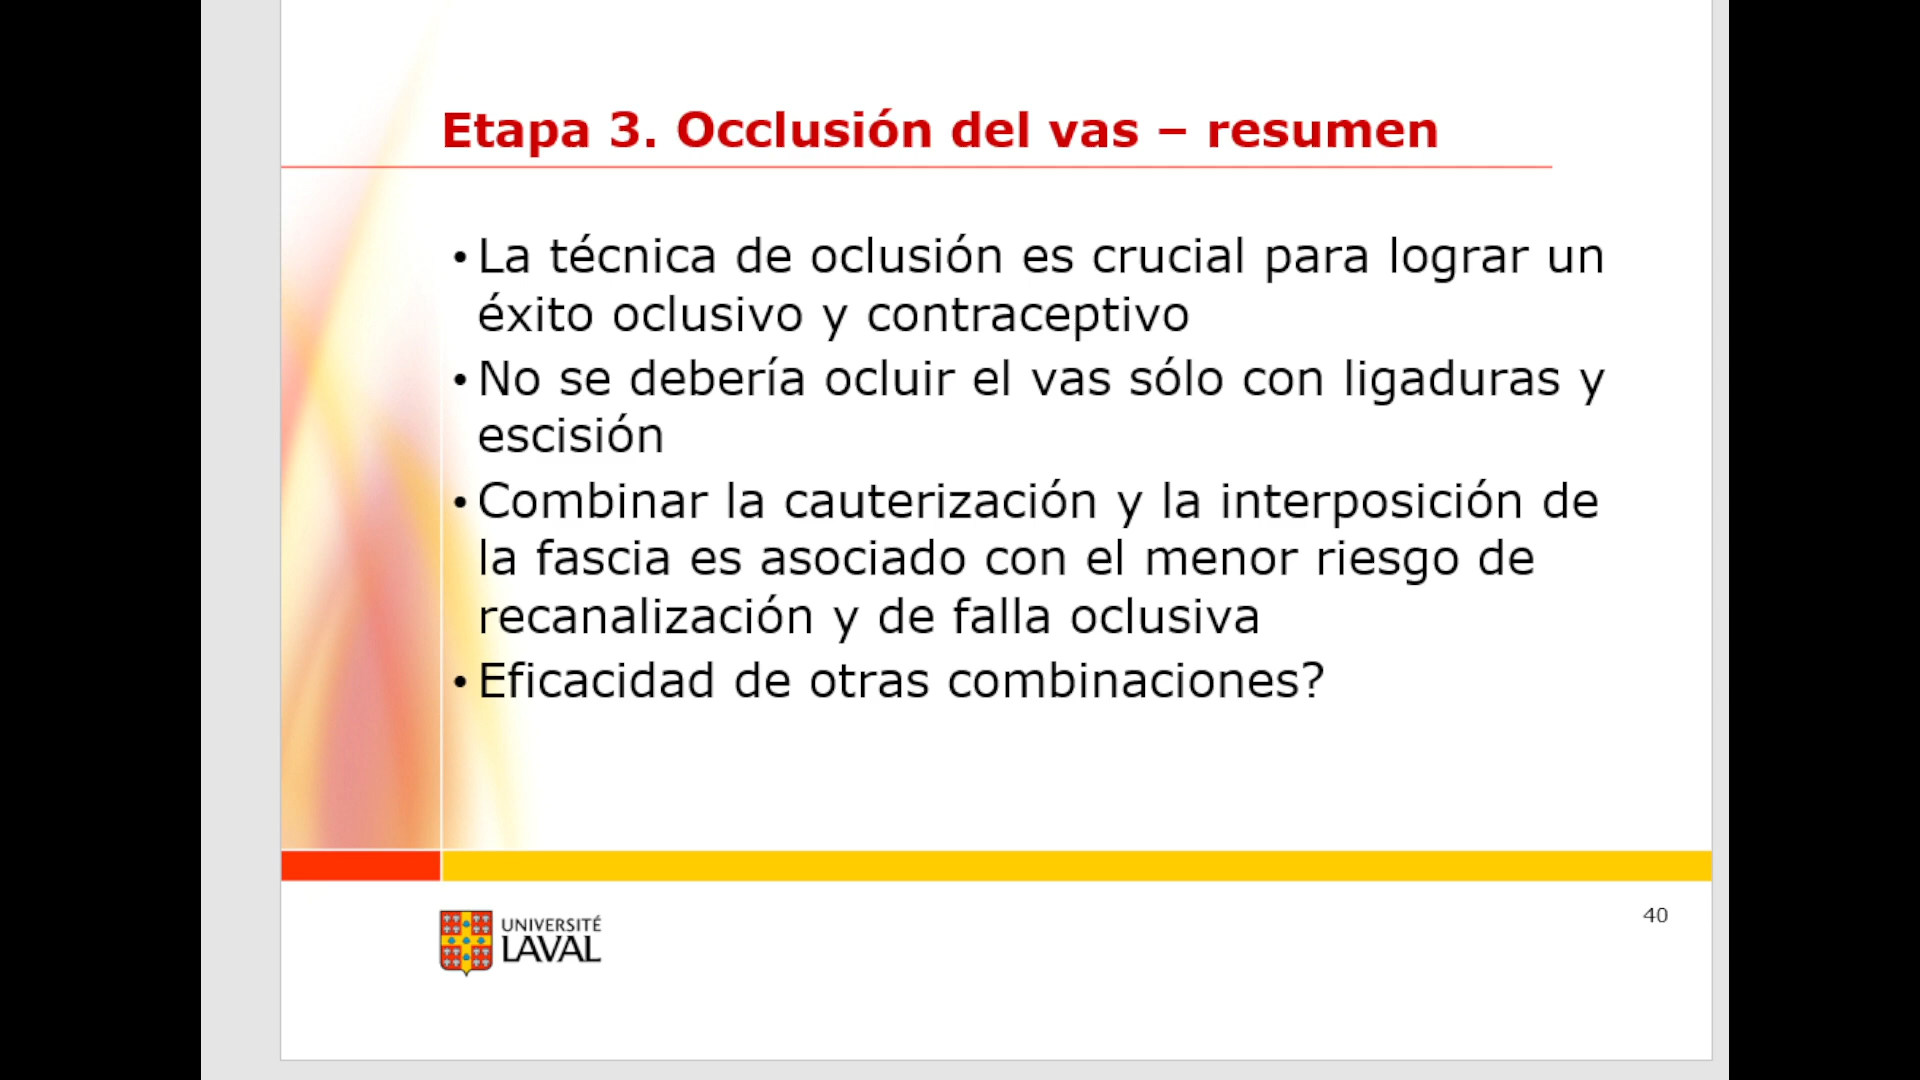 Etapa 3. Occlusión del vas – resumen
• La técnica de oclusión es crucial para lograr un
éxito oclusivo y contraceptivo
• No se debería ocluir el vas sólo con ligaduras y
escisión
• Combinar la cauterización y la interposición de
la fascia es asociado con el menor riesgo de
recanalización y de falla oclusiva
• Eficacidad de otras combinaciones?
UNIVERSITÉ
LAVAL
40